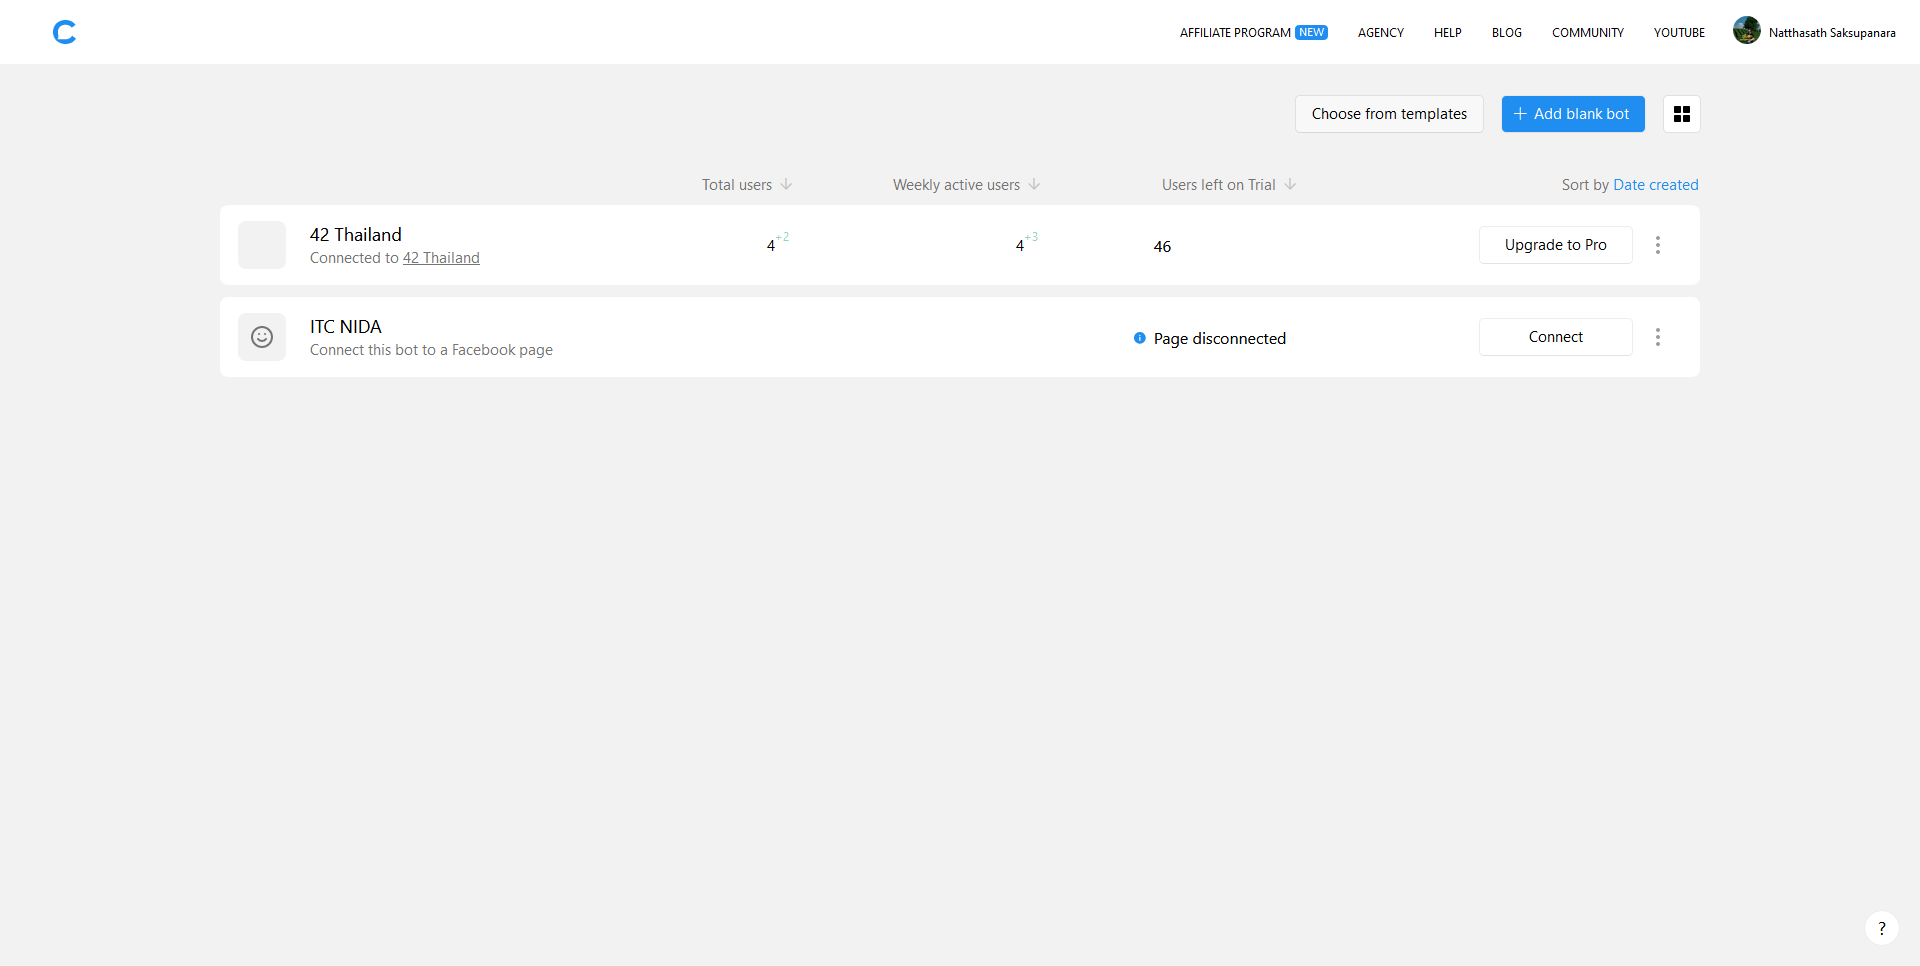 AFFILIATE PROGRAM NEW AGENCY HELP BLOG COMMUNITY YOUTUBE Natthasath Saksupanara
Choose from templates + Add blank bot
Total users Weekly active users Users left on Trial Sort by Date created
42 Thailand
Connected to 42 Thailand
4 +2 4 +3 46 Upgrade to Pro
ITC NIDA
Connect this bot to a Facebook page
Page disconnected Connect
?